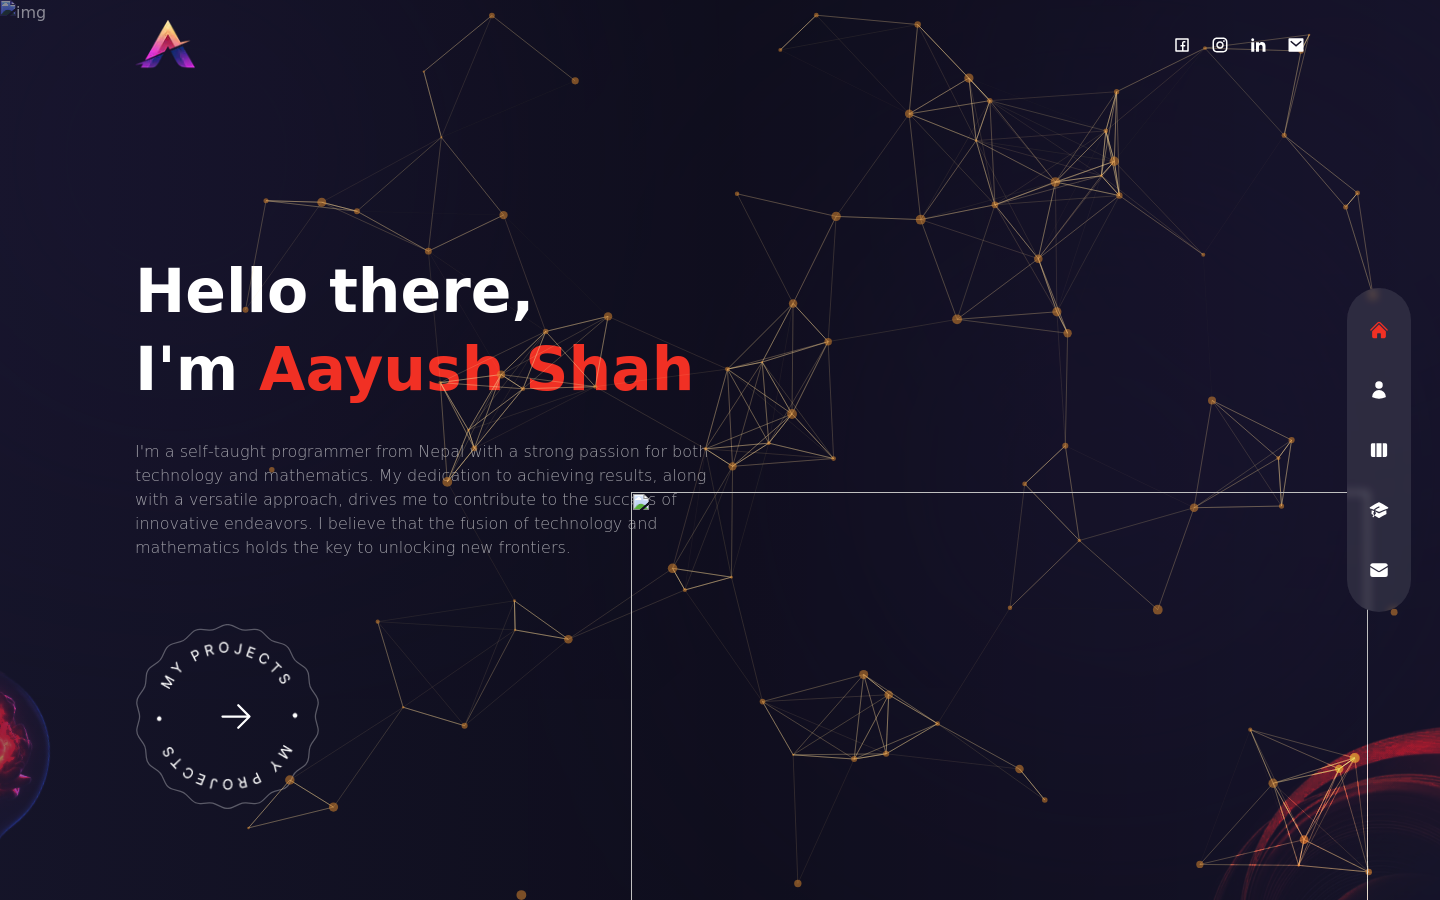 img
Hello there,
I'm Aayush Shah
I'm a self-taught programmer from Nepal with a strong passion for both
technology and mathematics. My dedication to achieving results, along
with a versatile approach, drives me to contribute to the success of
innovative endeavors. I believe that the fusion of technology and
mathematics holds the key to unlocking new frontiers.
MY PROJECTS
MY PROJECTS